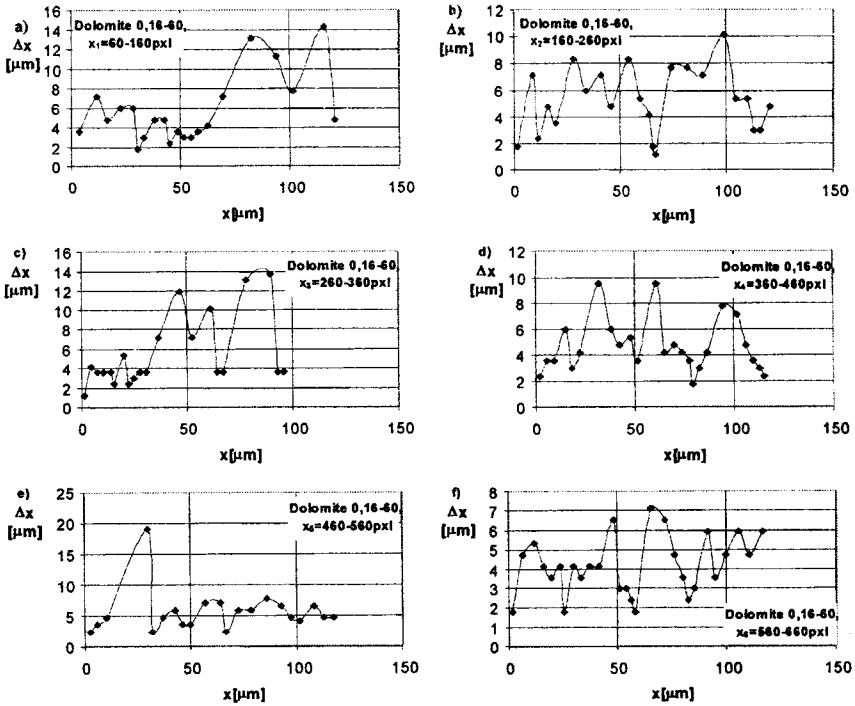 a)
Δx
[μm]
Dolomite 0,16-60,
x₁=60-160pxl
16
14
12
10
8
6
4
2
0
0 50 100 150
x[μm]
b)
Δx
[μm]
Dolomite 0,16-60,
x₂=160-260pxl
12
10
8
6
4
2
0
0 50 100 150
x[μm]
c)
Δx
[μm]
Dolomite 0,16-60,
x₃=260-360pxl
16
14
12
10
8
6
4
2
0
0 50 100 150
x[μm]
d)
Δx
[μm]
Dolomite 0,16-60,
x₄=360-460pxl
12
10
8
6
4
2
0
0 50 100 150
x[μm]
e)
Δx
[μm]
Dolomite 0,16-60,
x₅=460-560pxl
25
20
15
10
5
0
0 50 100 150
x[μm]
f)
Δx
[μm]
8
7
6
5
4
3
2
1
0
Dolomite 0,16-60,
x₆=560-660pxl
0 50 100 150
x[μm]